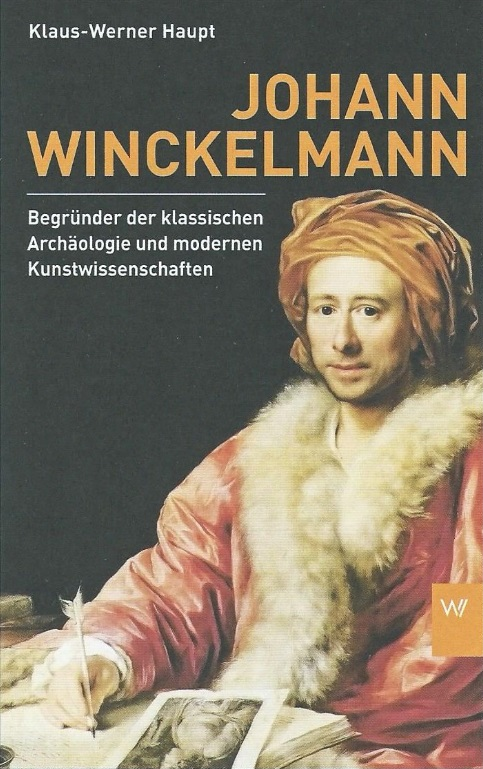 Klaus-Werner Haupt
JOHANN
WINCKELMANN
Begründer der klassischen
Archäologie und modernen
Kunstwissenschaften
W